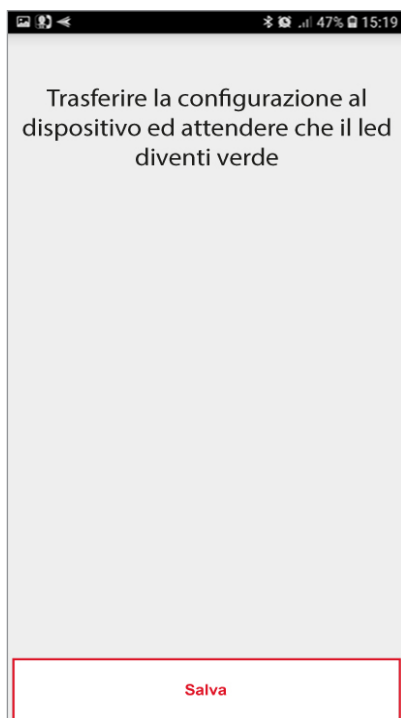 47% 15:19
Trasferire la configurazione al
dispositivo ed attendere che il led
diventi verde
Salva